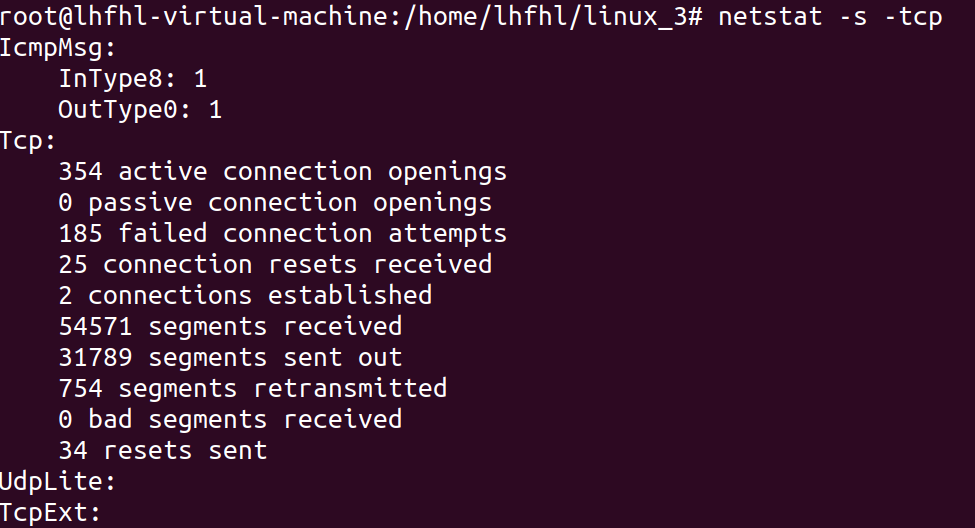 root@lhfhl-virtual-machine:/home/lhfhl/linux_3# netstat -s -tcp
IcmpMsg:
    InType8: 1
    OutType0: 1
Tcp:
    354 active connection openings
    0 passive connection openings
    185 failed connection attempts
    25 connection resets received
    2 connections established
    54571 segments received
    31789 segments sent out
    754 segments retransmitted
    0 bad segments received
    34 resets sent
UdpLite:
TcpExt: